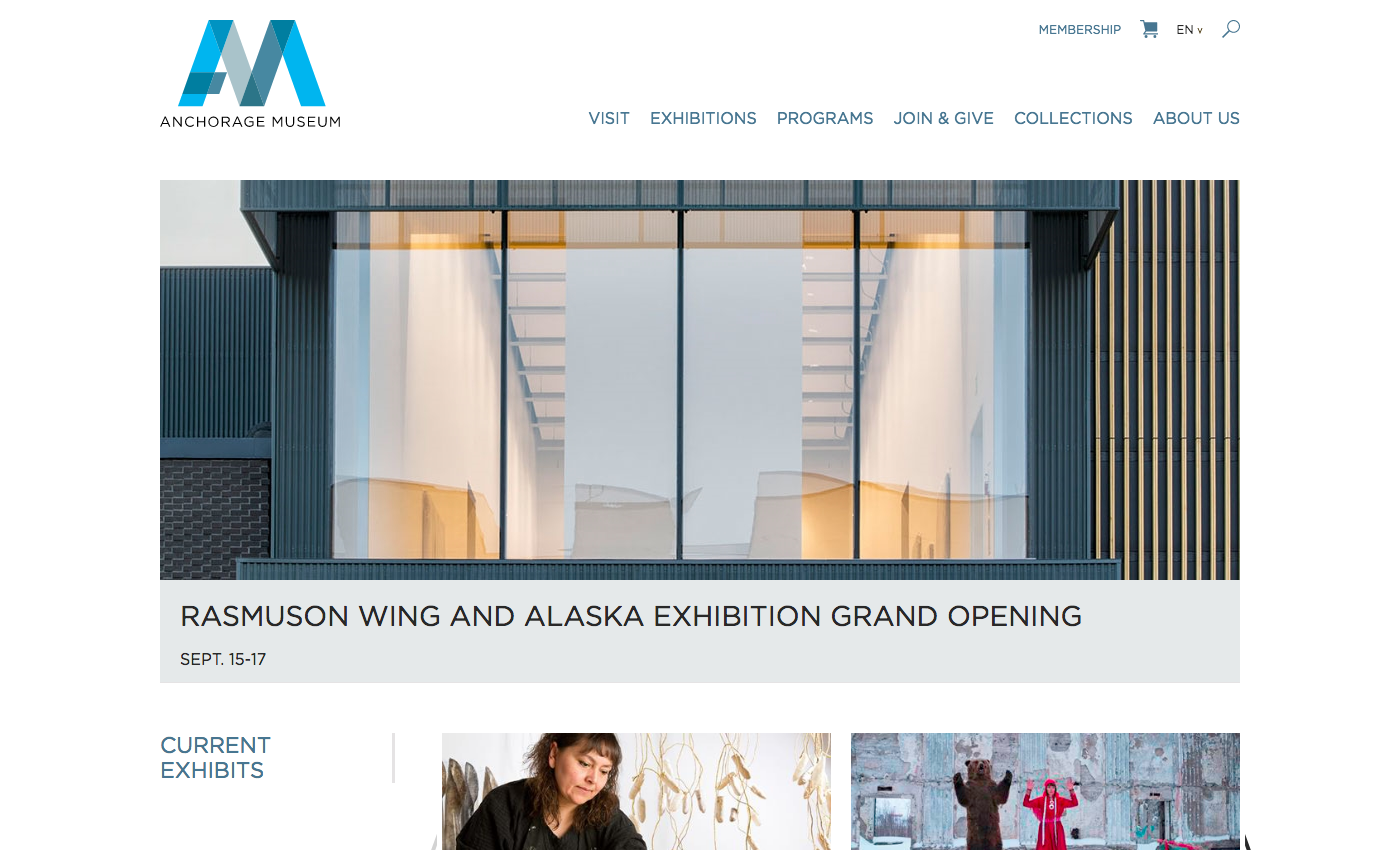 ANCHORAGE MUSEUM
MEMBERSHIP EN v
VISIT EXHIBITIONS PROGRAMS JOIN & GIVE COLLECTIONS ABOUT US
RASMUSON WING AND ALASKA EXHIBITION GRAND OPENING
SEPT. 15-17
CURRENT
EXHIBITS